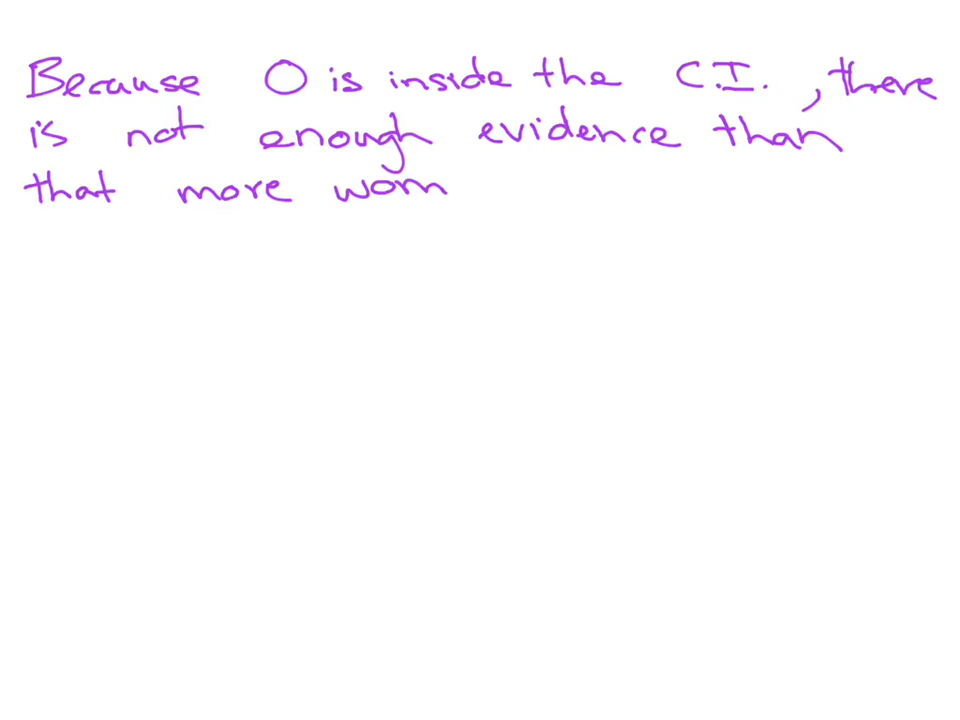 Because 0 is inside the C.I., there
is not enough evidence than
that more wom